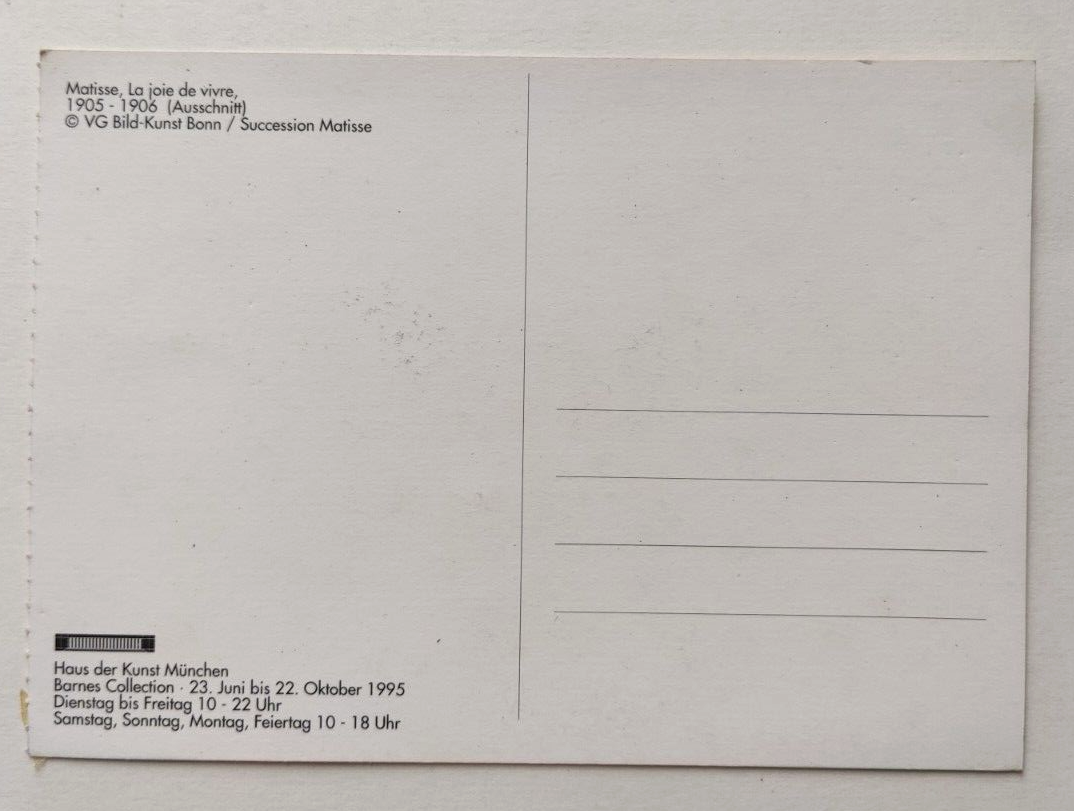 Matisse, La joie de vivre,
1905 - 1906 (Ausschnitt)
© VG Bild-Kunst Bonn / Succession Matisse
Haus der Kunst München
Barnes Collection · 23. Juni bis 22. Oktober 1995
Dienstag bis Freitag 10 - 22 Uhr
Samstag, Sonntag, Montag, Feiertag 10 - 18 Uhr